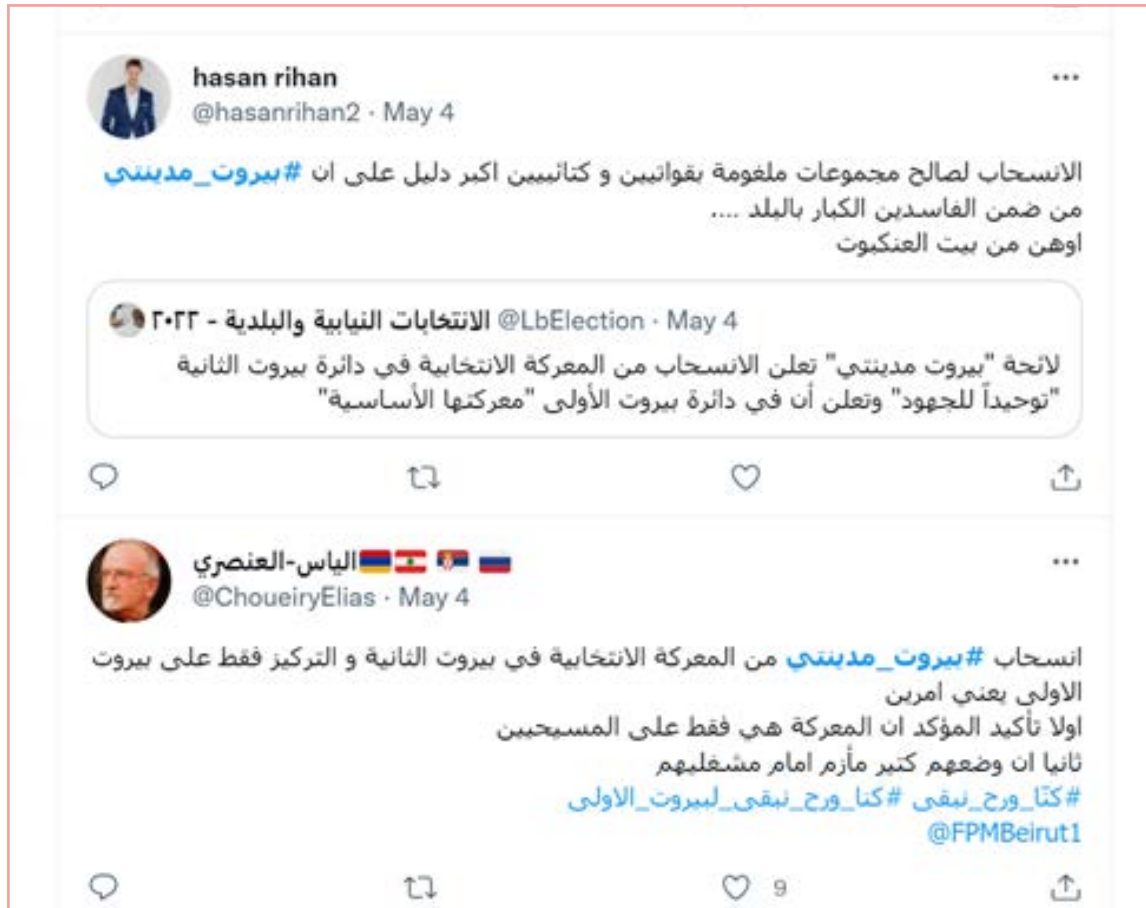 hasan rihan
@hasanrihan2 · May 4
الانسحاب لصالح مجموعات ملغومة بقواتيين و كتائبيين اكبر دليل على ان #بيروت_مدينتي
من ضمن الفاسدين الكبار بالبلد ....
اوهن من بيت العنكبوت
الانتخابات النيابية والبلدية - ٢٠٢٢ @LbElection · May 4
لائحة "بيروت مدينتي" تعلن الانسحاب من المعركة الانتخابية في دائرة بيروت الثانية
"توحيداً للجهود" وتعلن أن في دائرة بيروت الأولى "معركتها الأساسية"
الياس-العنصري
@ChoueiryElias · May 4
انسحاب #بيروت_مدينتي من المعركة الانتخابية في بيروت الثانية و التركيز فقط على بيروت
الاولى يعني امرين
اولا تأكيد المؤكد ان المعركة هي فقط على المسيحيين
ثانيا ان وضعهم كتير مأزم امام مشغليهم
#كنّا_ورح_نبقى #كنا_ورح_نبقى_لبيروت_الاولى
@FPMBeirut1
9